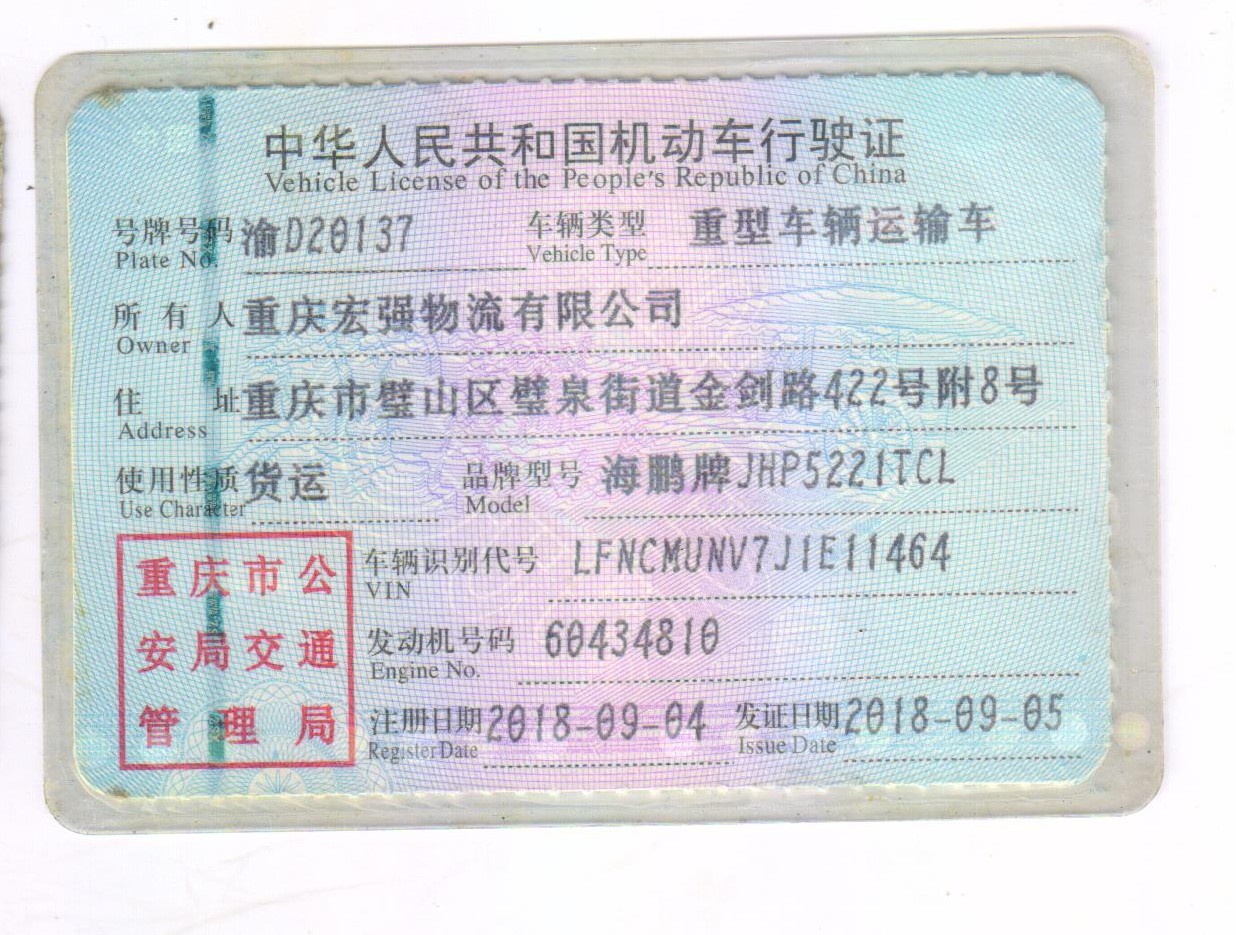 中华人民共和国机动车行驶证
Vehicle License of the People's Republic of China
号牌号码 渝D20137 车辆类型 重型车辆运输车
Plate No. Vehicle Type
所有人 重庆宏强物流有限公司
Owner
住址 重庆市璧山区璧泉街道金剑路422号附8号
Address
使用性质 货运 品牌型号 海鹏牌JHP5221TCL
Use Character Model
车辆识别代号 LFNCMUNV7J1E11464
VIN
发动机号码 60434810
Engine No.
注册日期 2018-09-04 发证日期 2018-09-05
Register Date Issue Date
重庆市公
安局交通
管理局